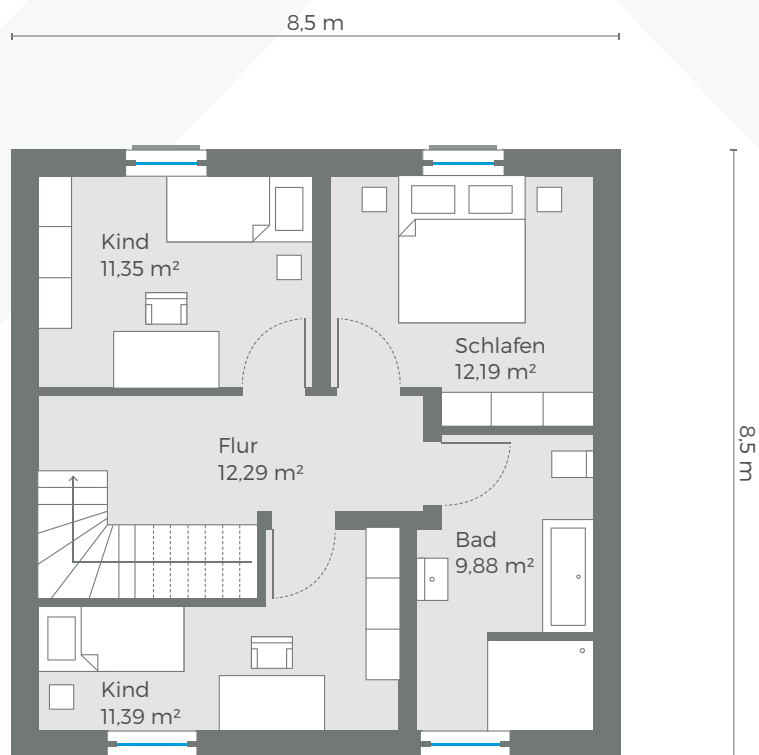 8,5 m
Kind
11,35 m²
Schlafen
12,19 m²
8,5 m
Flur
12,29 m²
Bad
9,88 m²
Kind
11,39 m²